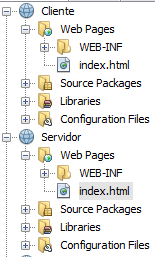 Cliente
Web Pages
WEB-INF
index.html
Source Packages
Libraries
Configuration Files
Servidor
Web Pages
WEB-INF
index.html
Source Packages
Libraries
Configuration Files